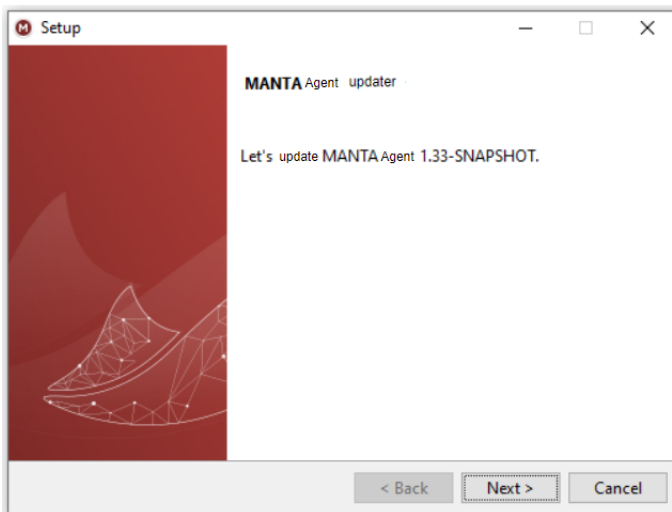 Setup
MANTA Agent updater
Let's update MANTA Agent 1.33-SNAPSHOT.
< Back Next > Cancel